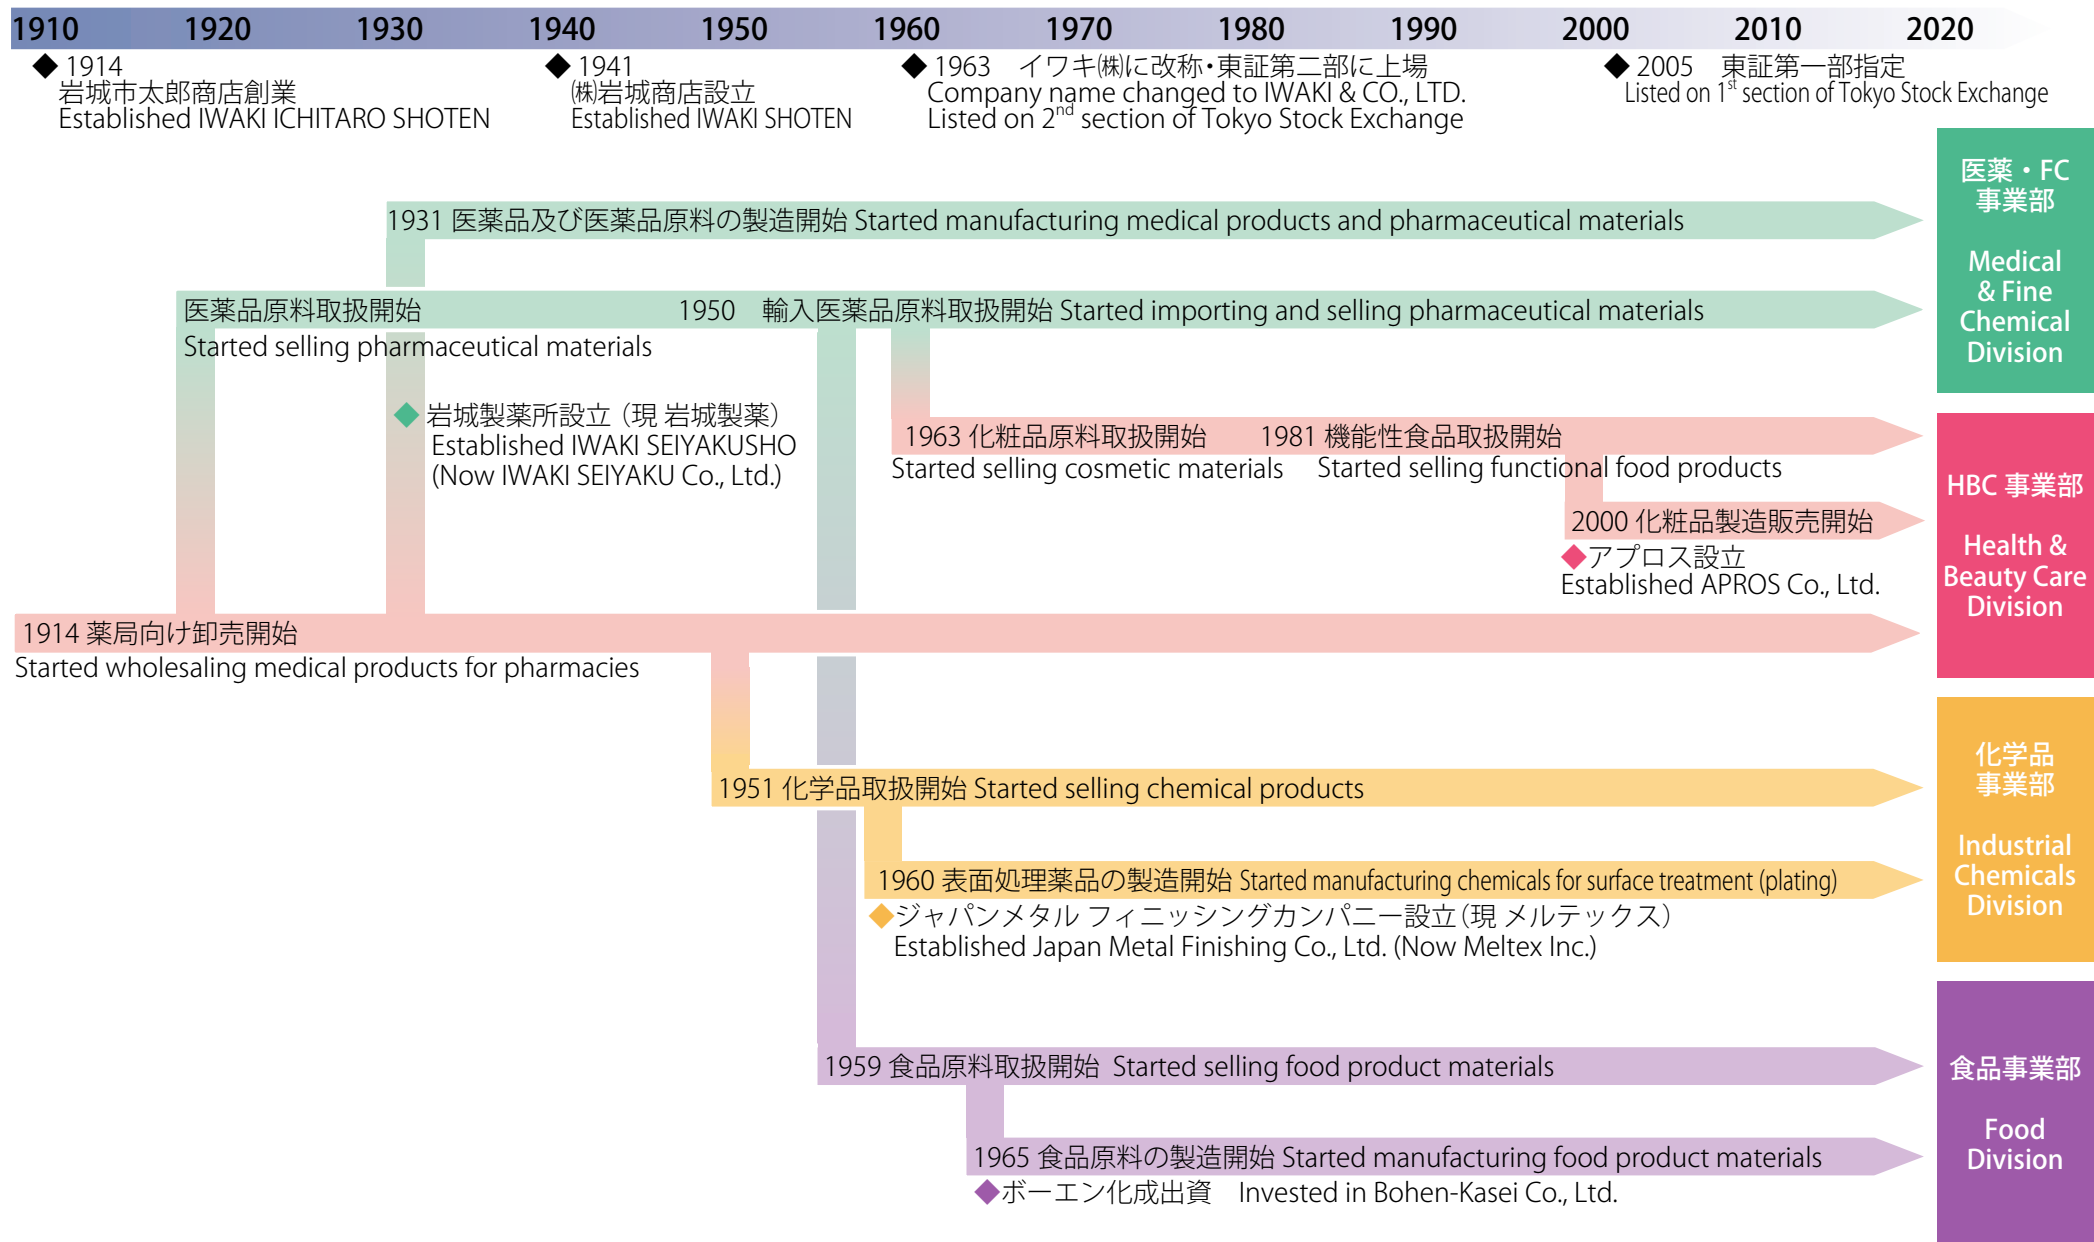 1910 1920 1930 1940 1950 1960 1970 1980 1990 2000 2010 2020
◆ 1914
岩城市太郎商店創業
Established IWAKI ICHITARO SHOTEN
◆ 1941
㈱岩城商店設立
Established IWAKI SHOTEN
◆ 1963 イワキ㈱に改称・東証第二部に上場
Company name changed to IWAKI & CO., LTD.
Listed on 2nd section of Tokyo Stock Exchange
◆ 2005 東証第一部指定
Listed on 1st section of Tokyo Stock Exchange
1931 医薬品及び医薬品原料の製造開始 Started manufacturing medical products and pharmaceutical materials
医薬品原料取扱開始
Started selling pharmaceutical materials
1950 輸入医薬品原料取扱開始 Started importing and selling pharmaceutical materials
◆ 岩城製薬所設立（現 岩城製薬）
Established IWAKI SEIYAKUSHO
(Now IWAKI SEIYAKU Co., Ltd.)
医薬・FC
事業部
Medical
& Fine
Chemical
Division
1963 化粧品原料取扱開始
Started selling cosmetic materials
1981 機能性食品取扱開始
Started selling functional food products
2000 化粧品製造販売開始
◆アプロス設立
Established APROS Co., Ltd.
1914 薬局向け卸売開始
Started wholesaling medical products for pharmacies
HBC 事業部
Health &
Beauty Care
Division
1951 化学品取扱開始 Started selling chemical products
1960 表面処理薬品の製造開始 Started manufacturing chemicals for surface treatment (plating)
◆ジャパンメタル フィニッシングカンパニー設立（現 メルテックス）
Established Japan Metal Finishing Co., Ltd. (Now Meltex Inc.)
化学品
事業部
Industrial
Chemicals
Division
1959 食品原料取扱開始 Started selling food product materials
1965 食品原料の製造開始 Started manufacturing food product materials
◆ボーエン化成出資 Invested in Bohen-Kasei Co., Ltd.
食品事業部
Food
Division